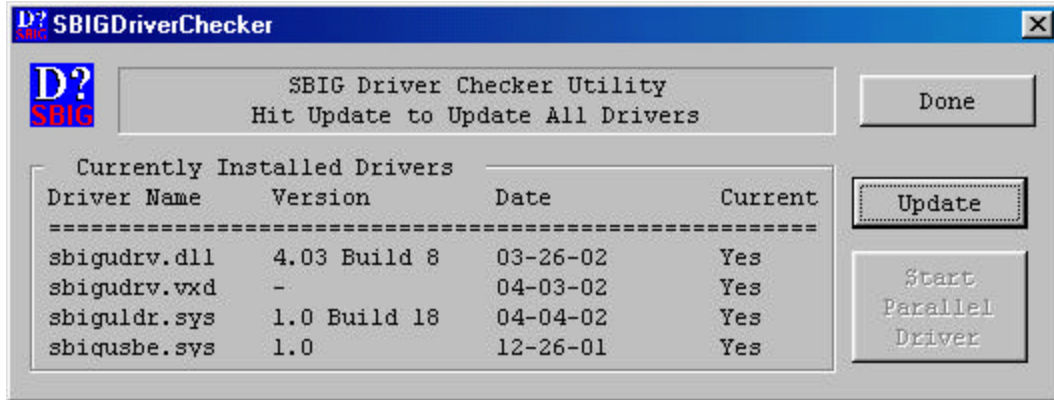 D? SBIG SBIGDriverChecker
D?
SBIG
SBIG Driver Checker Utility
Hit Update to Update All Drivers
Done
Currently Installed Drivers
Driver Name Version Date Current
============================================================
sbigudrv.dll 4.03 Build 8 03-26-02 Yes
sbigudrv.vxd - 04-03-02 Yes
sbiguldr.sys 1.0 Build 18 04-04-02 Yes
sbigusbe.sys 1.0 12-26-01 Yes
Update
Start
Parallel
Driver